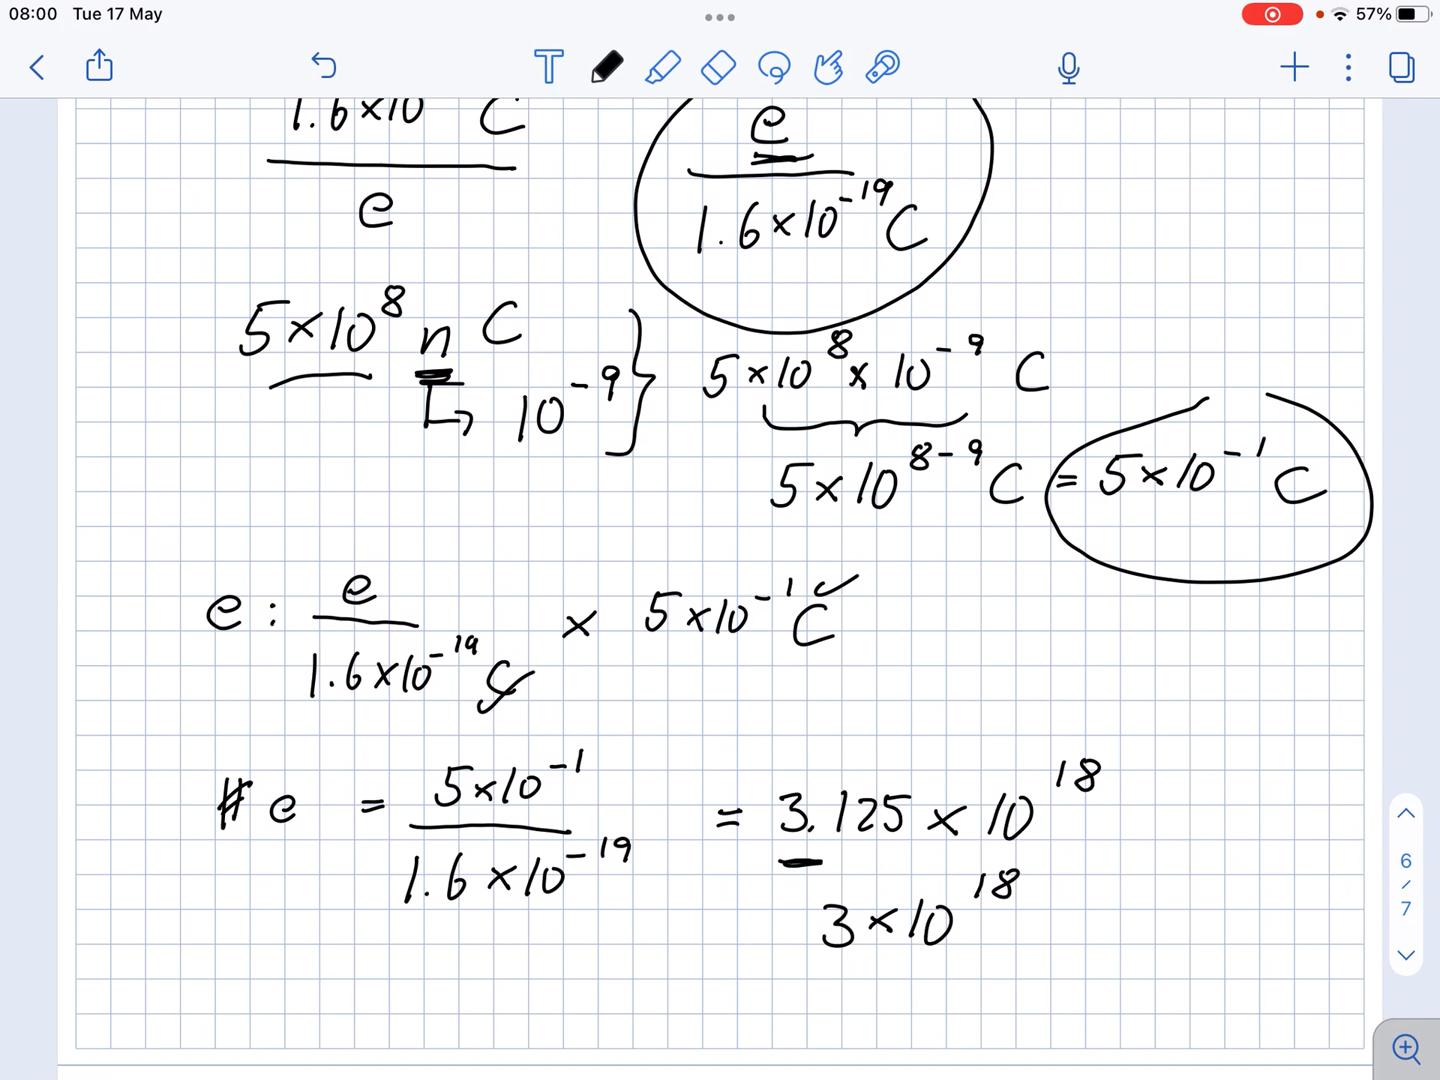 08:00 Tue 17 May 57%
T
1.6×10 C
e
e
1.6×10⁻¹⁹ C
5×10⁸ n C
10⁻⁹
5×10⁸ × 10⁻⁹ C
5×10⁸⁻⁹ C = 5×10⁻¹ C
e : e / 1.6×10⁻¹⁹ C × 5×10⁻¹ C
# e = 5×10⁻¹ / 1.6×10⁻¹⁹ = 3.125 × 10¹⁸
3×10¹⁸
6 / 7